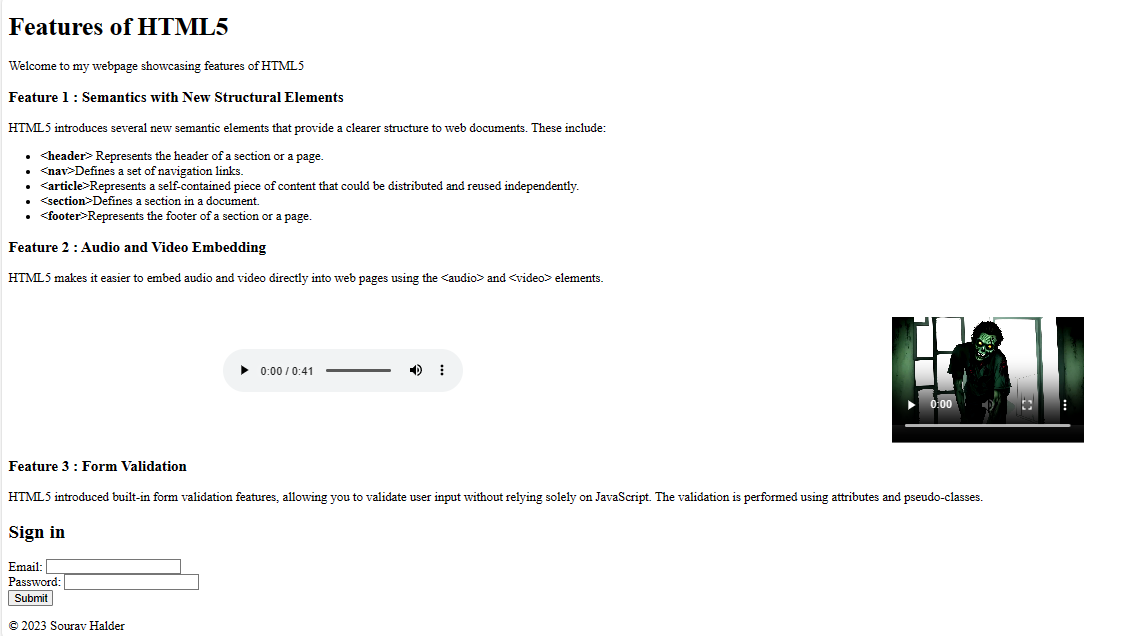 Features of HTML5
Welcome to my webpage showcasing features of HTML5
Feature 1 : Semantics with New Structural Elements
HTML5 introduces several new semantic elements that provide a clearer structure to web documents. These include:
• <header> Represents the header of a section or a page.
• <nav>Defines a set of navigation links.
• <article>Represents a self-contained piece of content that could be distributed and reused independently.
• <section>Defines a section in a document.
• <footer>Represents the footer of a section or a page.
Feature 2 : Audio and Video Embedding
HTML5 makes it easier to embed audio and video directly into web pages using the <audio> and <video> elements.
0:00 / 0:41
0:00
Feature 3 : Form Validation
HTML5 introduced built-in form validation features, allowing you to validate user input without relying solely on JavaScript. The validation is performed using attributes and pseudo-classes.
Sign in
Email:
Password:
Submit
© 2023 Sourav Halder